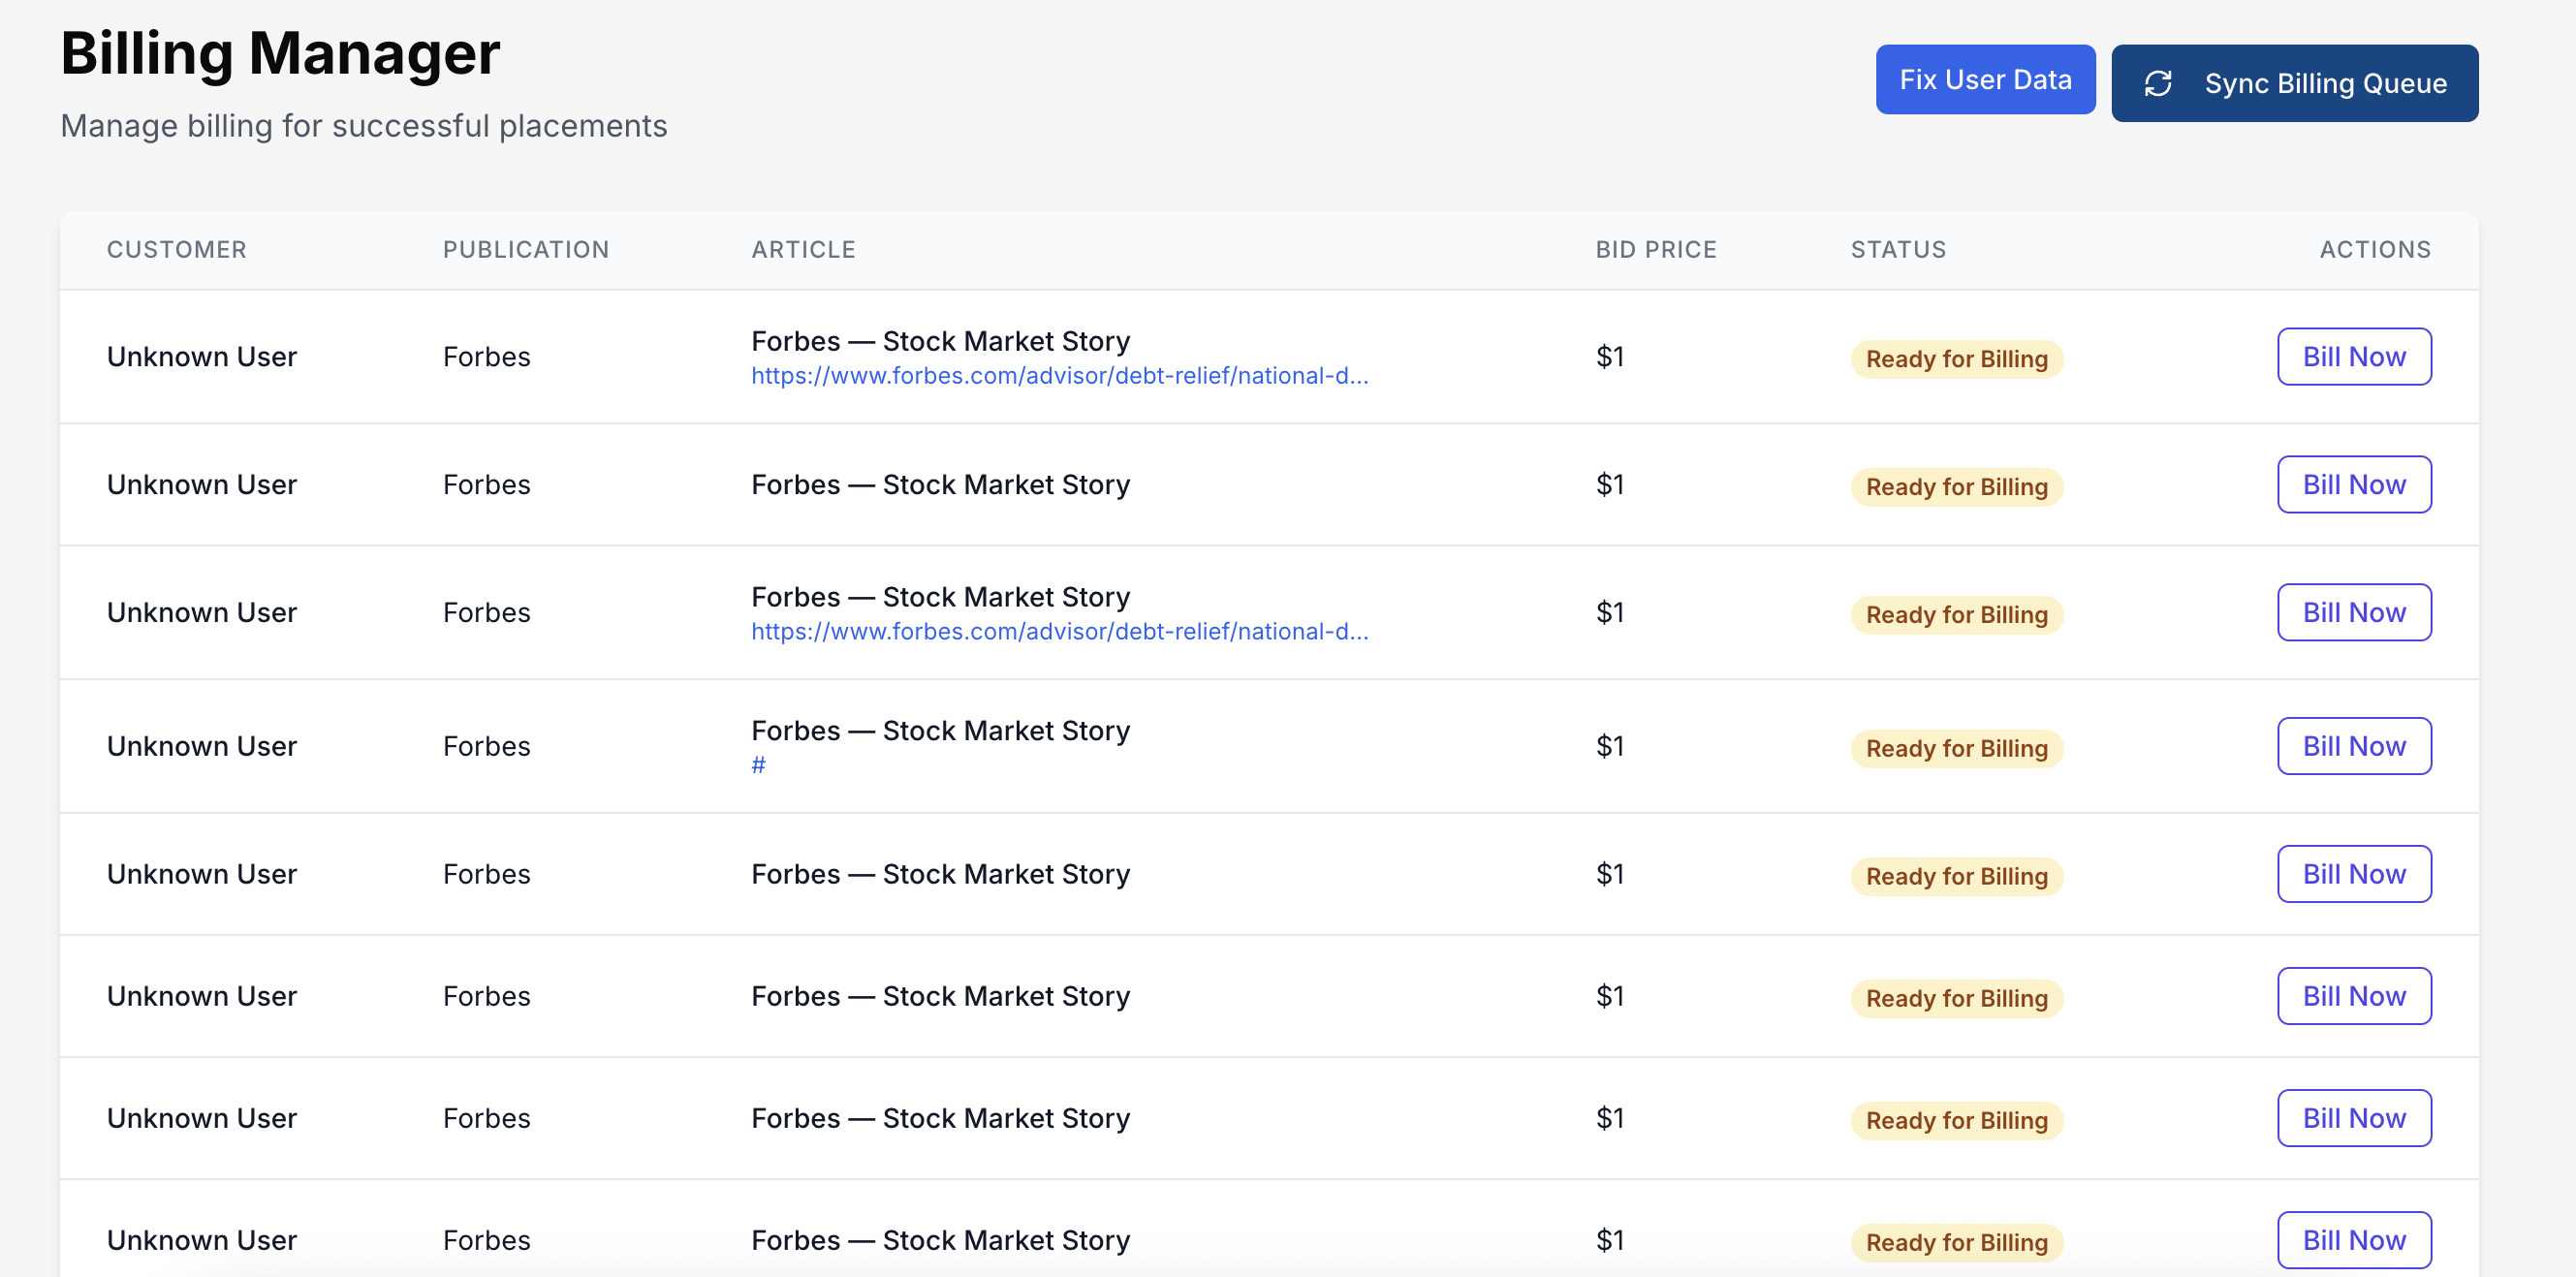 Billing Manager
Manage billing for successful placements
Fix User Data
Sync Billing Queue
CUSTOMER PUBLICATION ARTICLE BID PRICE STATUS ACTIONS
Unknown User Forbes Forbes — Stock Market Story $1 Ready for Billing Bill Now
https://www.forbes.com/advisor/debt-relief/national-d...
Unknown User Forbes Forbes — Stock Market Story $1 Ready for Billing Bill Now
Unknown User Forbes Forbes — Stock Market Story $1 Ready for Billing Bill Now
https://www.forbes.com/advisor/debt-relief/national-d...
Unknown User Forbes Forbes — Stock Market Story $1 Ready for Billing Bill Now
#
Unknown User Forbes Forbes — Stock Market Story $1 Ready for Billing Bill Now
Unknown User Forbes Forbes — Stock Market Story $1 Ready for Billing Bill Now
Unknown User Forbes Forbes — Stock Market Story $1 Ready for Billing Bill Now
Unknown User Forbes Forbes — Stock Market Story $1 Ready for Billing Bill Now